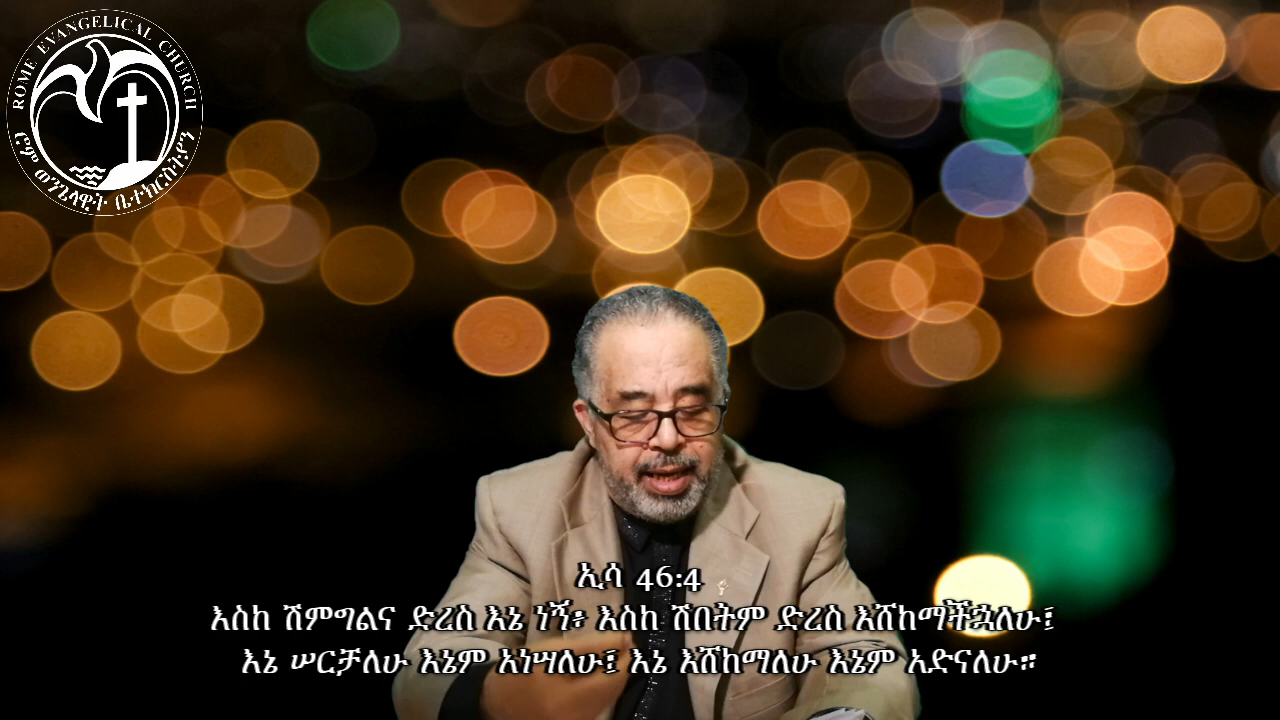 ROME EVANGELICAL CHURCH
ሮም ወንጌላዊት ቤተክርስትያን
ኢሳ 46:4
እስከ ሽምግልና ድረስ እኔ ነኝ፥ እስከ ሽበትም ድረስ እሸከማችኋለሁ፤
እኔ ሠርቻለሁ እኔም አነሣለሁ፤ እኔ እሸከማለሁ እኔም አድናለሁ።